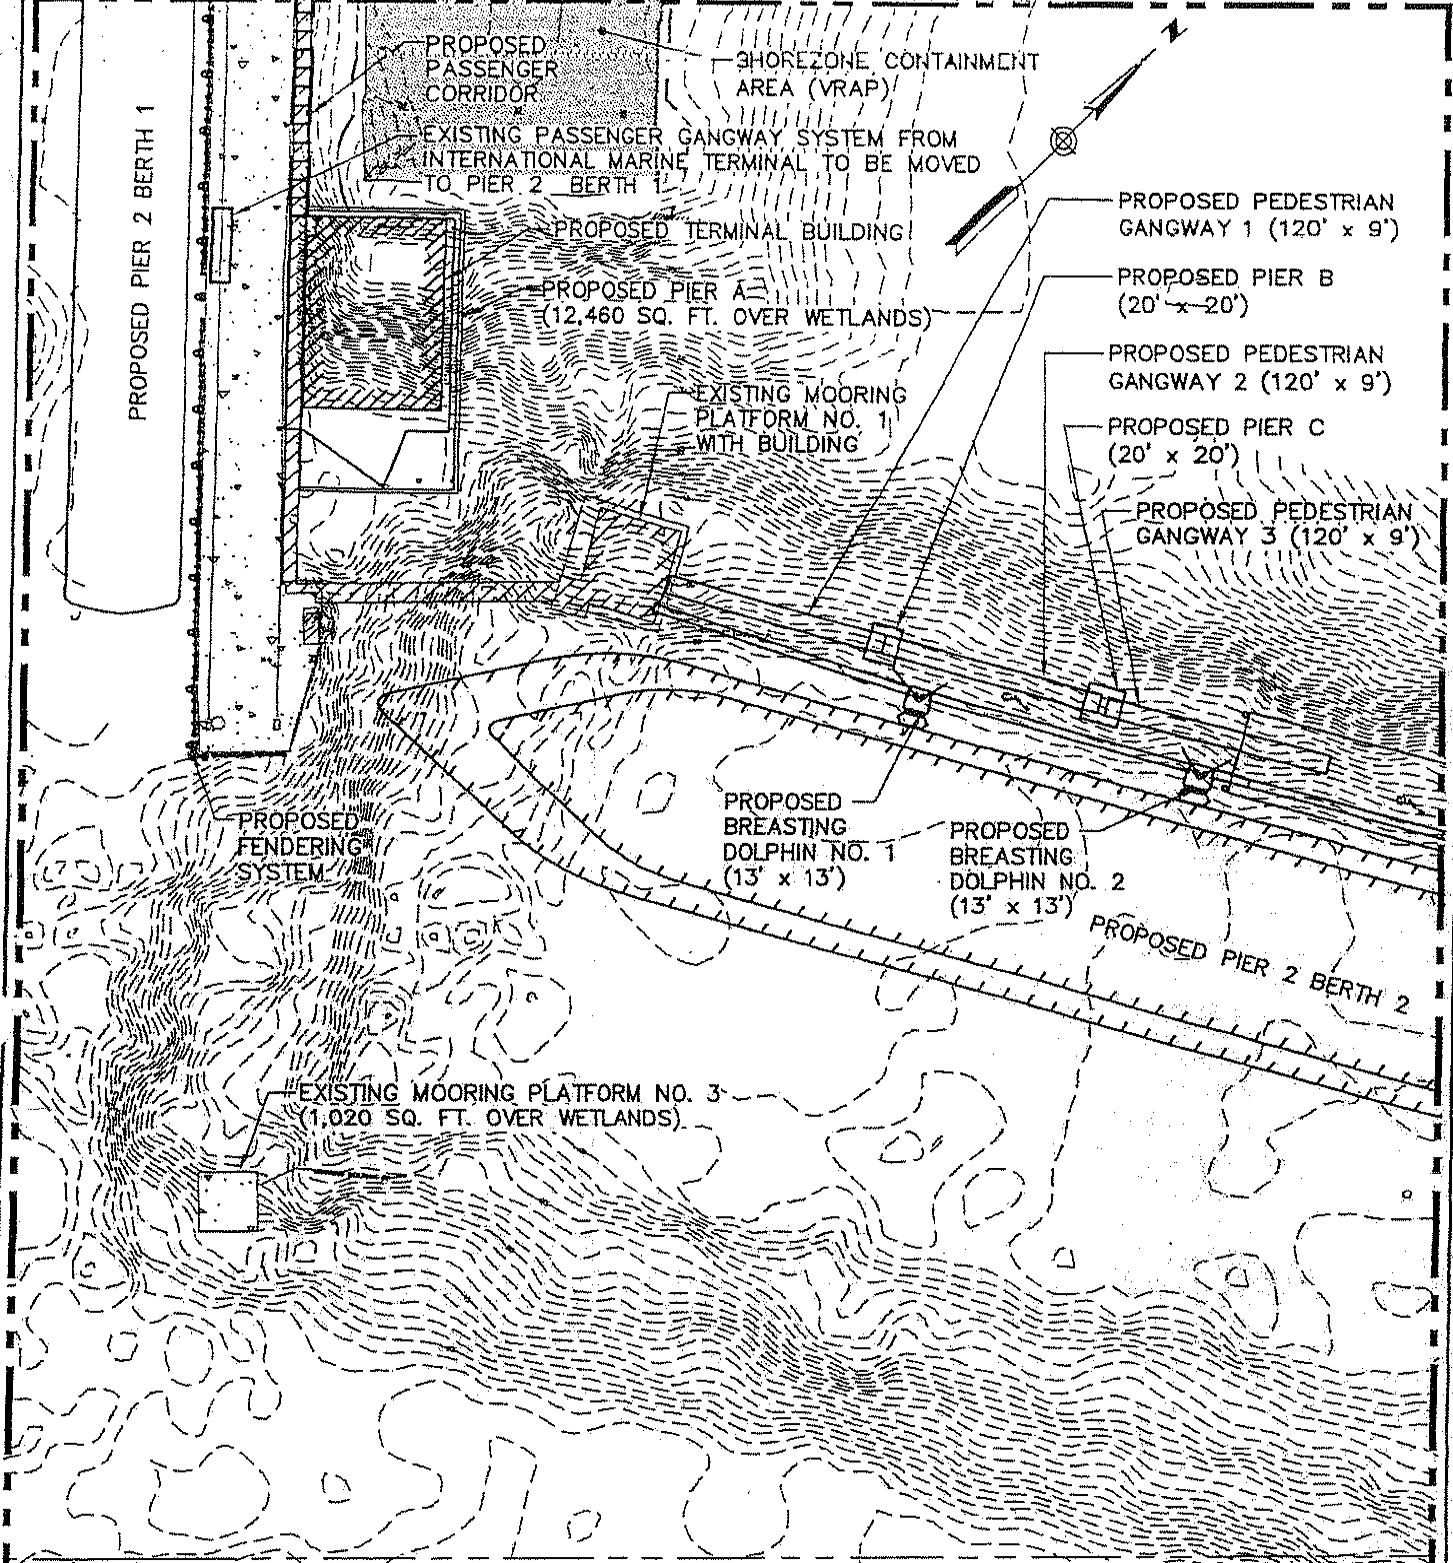 PROPOSED
PASSENGER
CORRIDOR
SHOREZONE CONTAINMENT
AREA (VRAP)
N
EXISTING PASSENGER GANGWAY SYSTEM FROM
INTERNATIONAL MARINE TERMINAL TO BE MOVED
TO PIER 2 BERTH 1
PROPOSED PIER 2 BERTH 1
PROPOSED TERMINAL BUILDING
PROPOSED PIER A
(12,460 SQ. FT. OVER WETLANDS)
PROPOSED PEDESTRIAN
GANGWAY 1 (120' x 9')
PROPOSED PIER B
(20' x 20')
PROPOSED PEDESTRIAN
GANGWAY 2 (120' x 9')
EXISTING MOORING
PLATFORM NO. 1
WITH BUILDING
PROPOSED PIER C
(20' x 20')
PROPOSED PEDESTRIAN
GANGWAY 3 (120' x 9')
PROPOSED
FENDERING
SYSTEM
PROPOSED
BREASTING
DOLPHIN NO. 1
(13' x 13')
PROPOSED
BREASTING
DOLPHIN NO. 2
(13' x 13')
PROPOSED PIER 2 BERTH 2
EXISTING MOORING PLATFORM NO. 3
(1,020 SQ. FT. OVER WETLANDS)